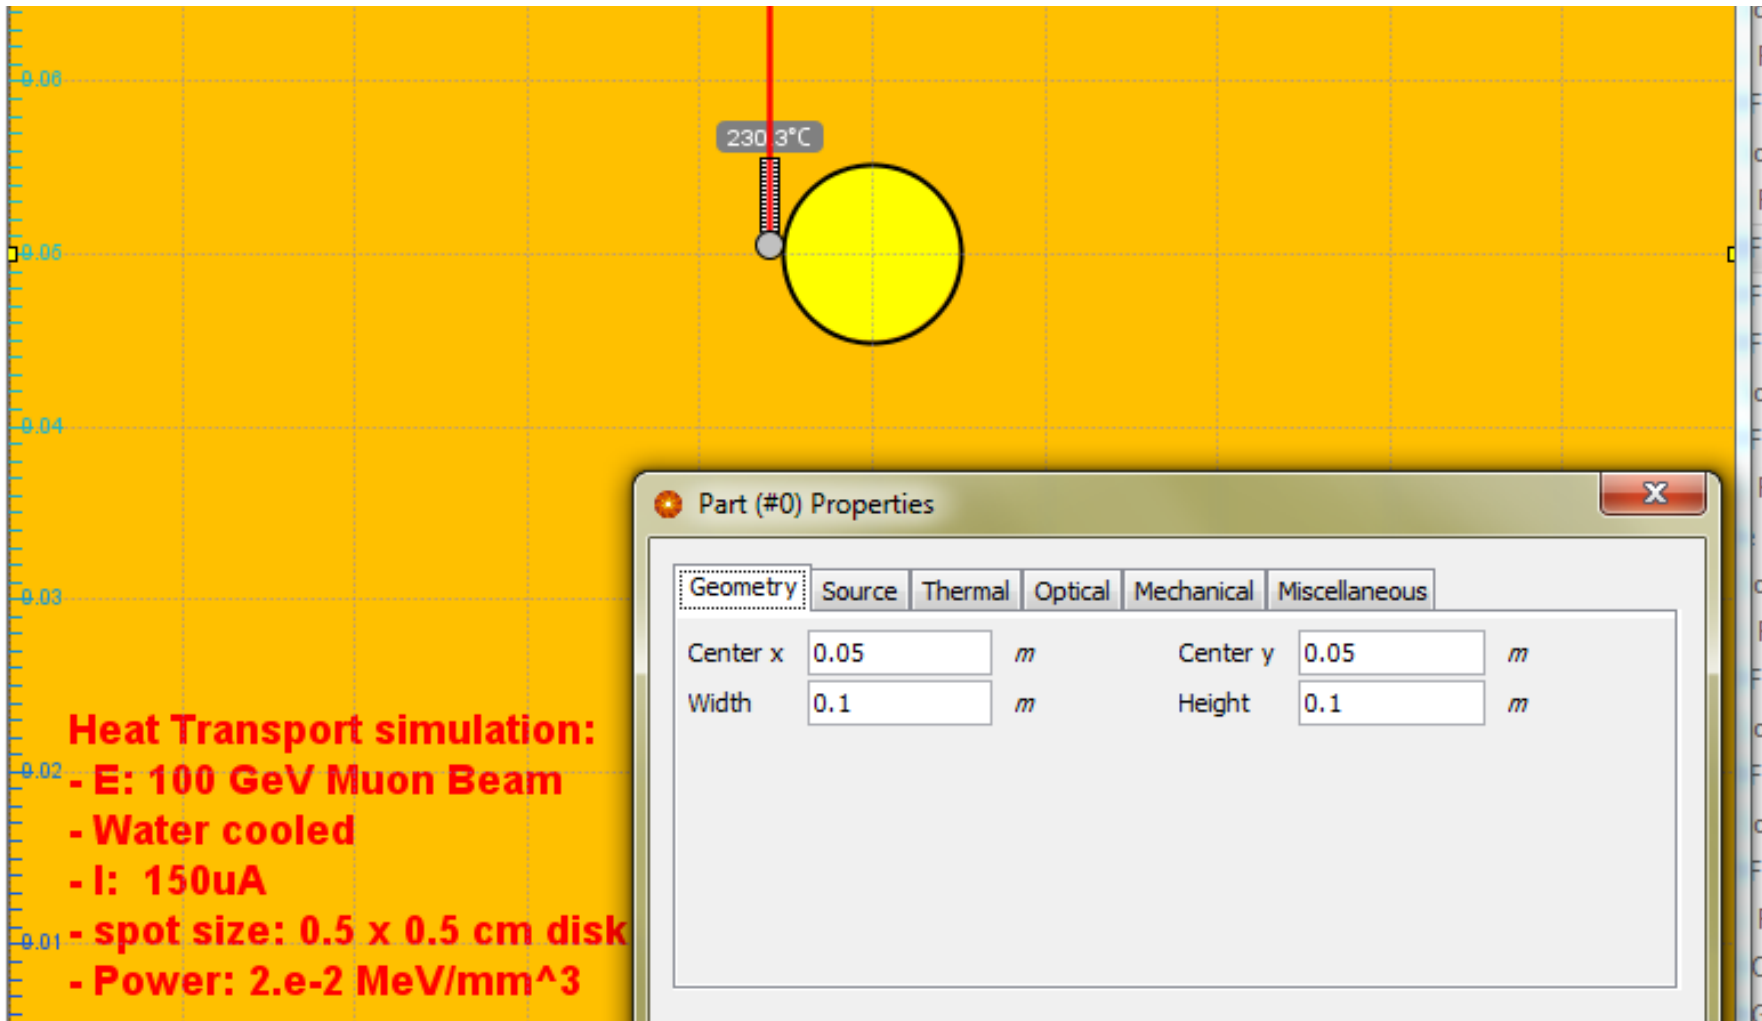 0.06
230.3°C
0.05
0.04
Part (#0) Properties
x
Geometry Source Thermal Optical Mechanical Miscellaneous
0.03
Center x 0.05 m Center y 0.05 m
Width 0.1 m Height 0.1 m
Heat Transport simulation:
0.02
- E: 100 GeV Muon Beam
- Water cooled
- I: 150uA
0.01
- spot size: 0.5 x 0.5 cm disk
- Power: 2.e-2 MeV/mm^3